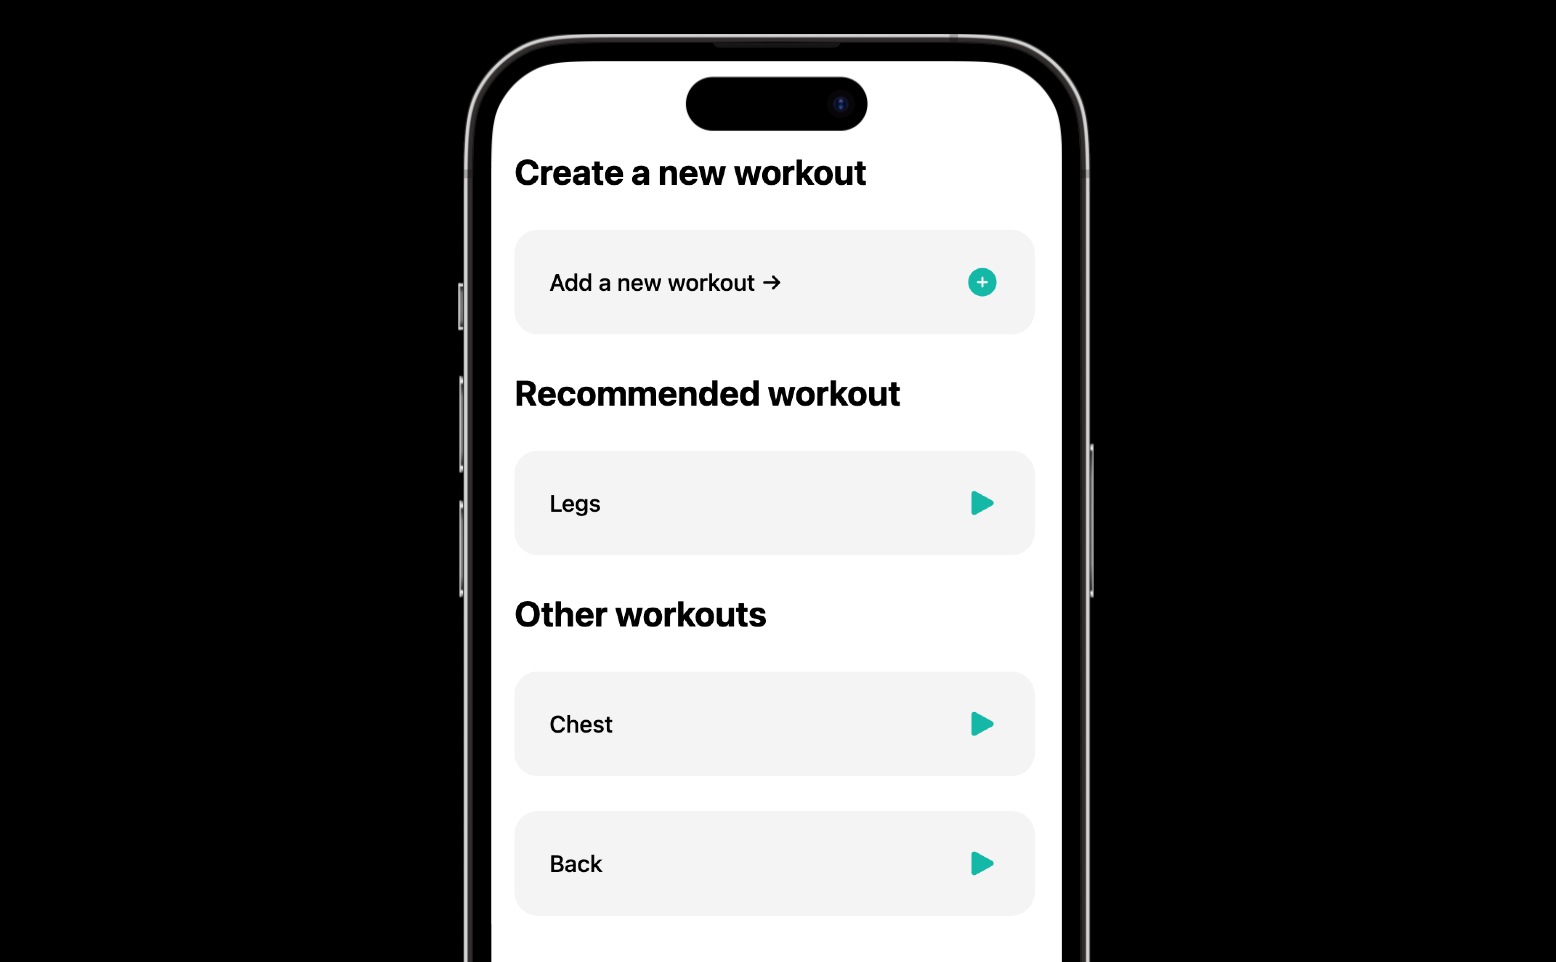 Create a new workout
Add a new workout →
Recommended workout
Legs
Other workouts
Chest
Back